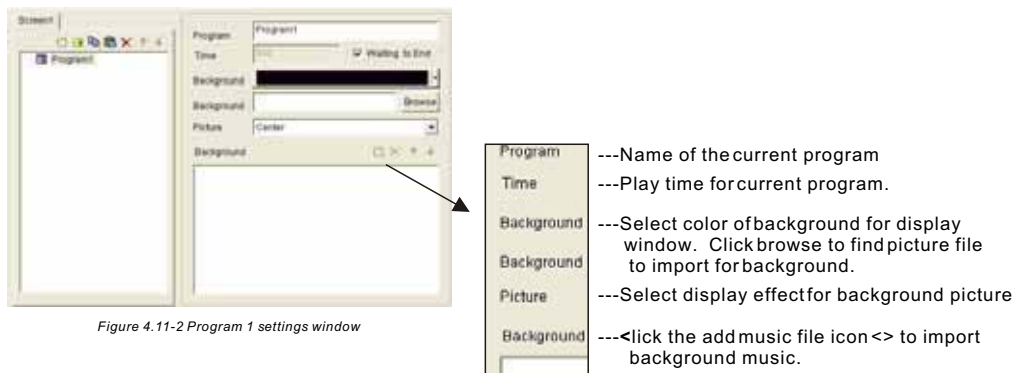 Screen1
Program1
Program Program1
Time Waiting to End
Background
Background Browse
Picture Center
Background
Figure 4.11-2 Program 1 settings window
Program ---Name of the current program
Time ---Play time for current program.
Background ---Select color of background for display
window. Click browse to find picture file
Background to import for background.
Picture ---Select display effect for background picture
Background ---<lick the add music file icon <> to import
background music.